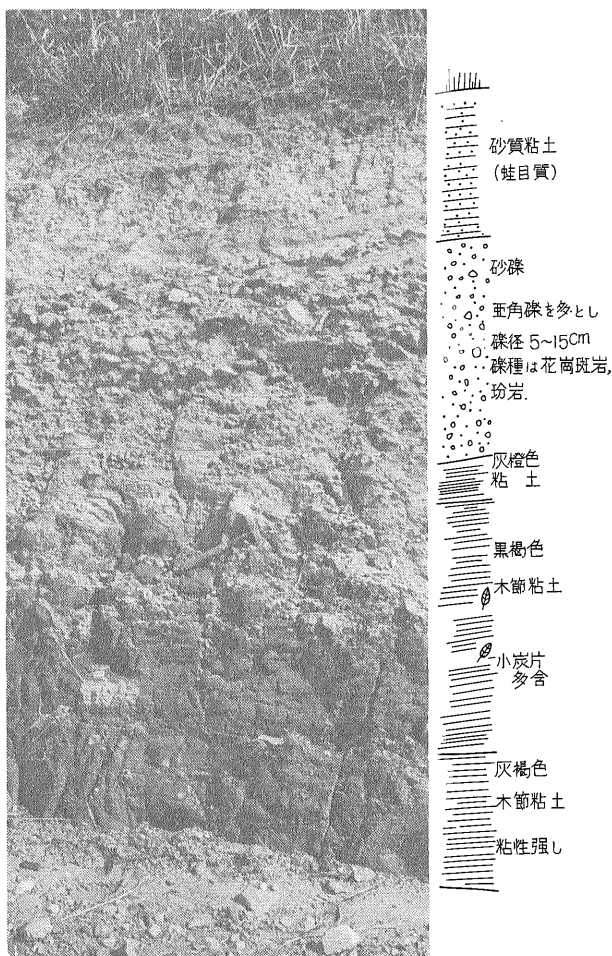 砂質粘土
(蛙目質)
砂礫
亜角礫を多とし
礫径 5~15cm
礫種は花崗斑岩,
玢岩.
灰橙色
粘土
黒褐色
木節粘土
小炭片
多含
灰褐色
木節粘土
粘性強し